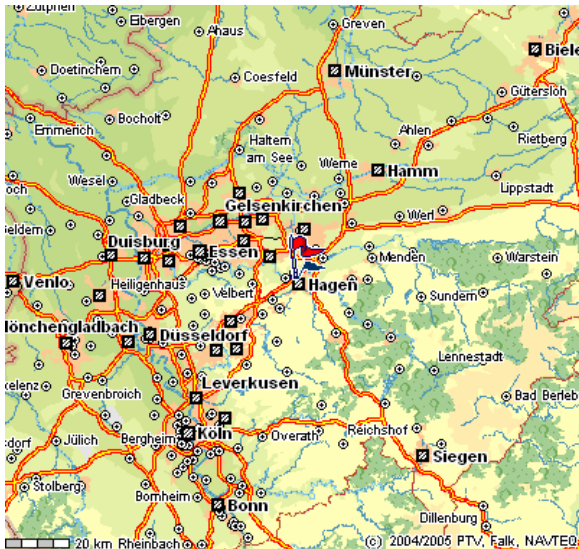 Zutphen
Eibergen
Ahaus
Greven
Biele
Doetinchem
Coesfeld
Münster
Gütersloh
Emmerich
Bocholt
Haltern
am See
Ahlen
Rietberg
Werne
Hamm
Wesel
Gladbeck
Lippstadt
Gelsenkirchen
Werl
Geldern
Duisburg
Essen
Menden
Warstein
Venlo
Heiligenhaus
Velbert
Hagen
Sundern
Mönchengladbach
Düsseldorf
Lennestadt
Leverkusen
Grevenbroich
Bad Berleb
Jülich
Bergheim
Köln
Overath
Reichshof
Siegen
Stolberg
Bornheim
Bonn
Dillenburg
20 km
Rheinbach
(c) 2004/2005 PTV, Falk, NAVTEQ